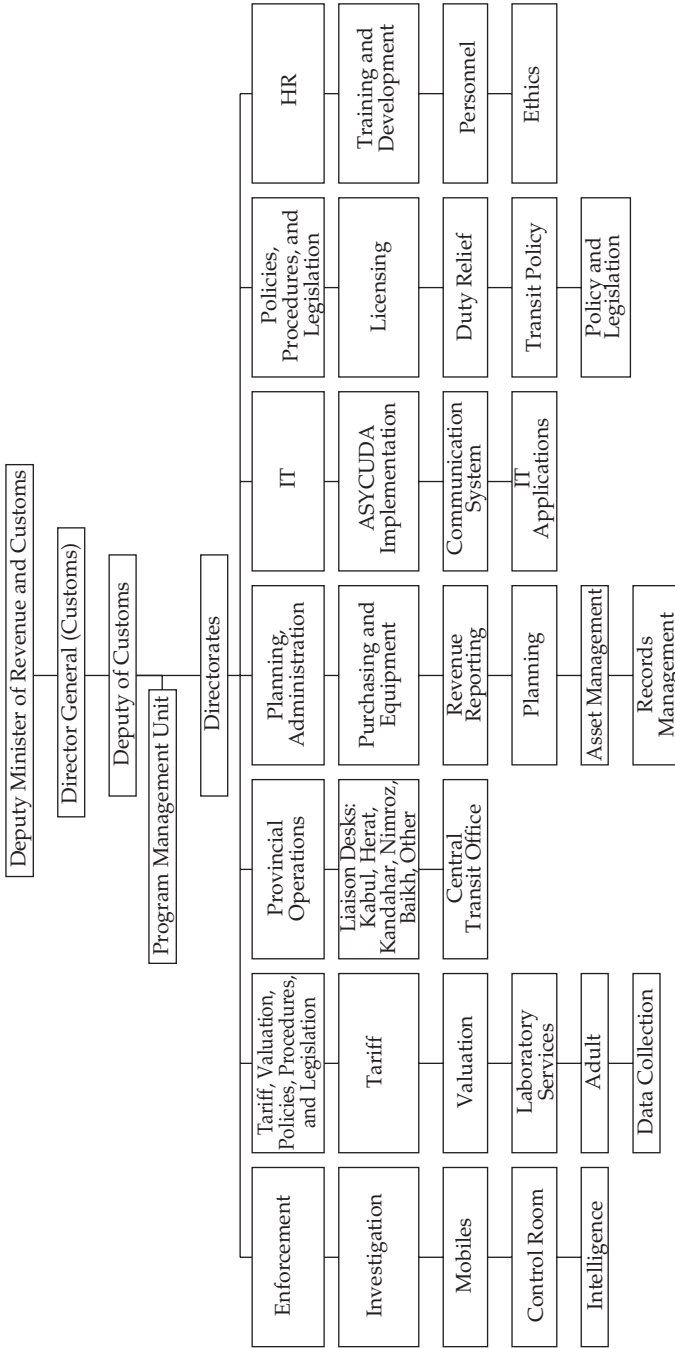 Deputy Minister of Revenue and Customs
Director General (Customs)
Deputy of Customs
Program Management Unit
Directorates
Enforcement
Investigation
Mobiles
Control Room
Intelligence
Tariff, Valuation,
Policies, Procedures,
and Legislation
Tariff
Valuation
Laboratory
Services
Adult
Data Collection
Provincial
Operations
Liaison Desks:
Kabul, Herat,
Kandahar, Nimroz,
Baikh, Other
Central
Transit Office
Planning,
Administration
Purchasing and
Equipment
Revenue
Reporting
Planning
Asset Management
Records
Management
IT
ASYCUDA
Implementation
Communication
System
IT
Applications
Policies,
Procedures, and
Legislation
Licensing
Duty Relief
Transit Policy
Policy and
Legislation
HR
Training and
Development
Personnel
Ethics